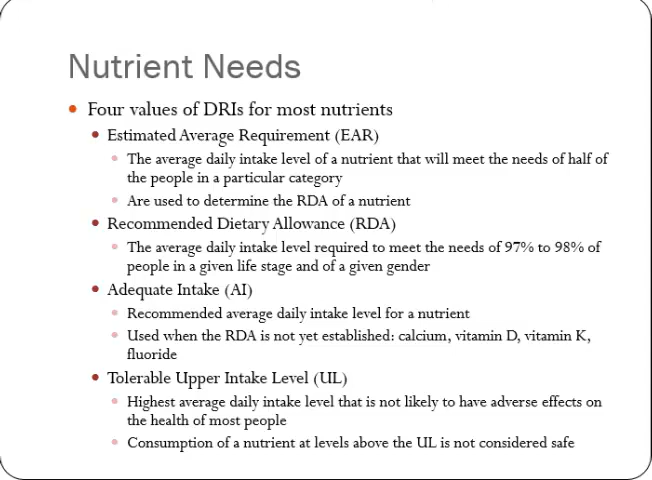 Nutrient Needs
Four values of DRIs for most nutrients
Estimated Average Requirement (EAR)
The average daily intake level of a nutrient that will meet the needs of half of
the people in a particular category
Are used to determine the RDA of a nutrient
Recommended Dietary Allowance (RDA)
The average daily intake level required to meet the needs of 97% to 98% of
people in a given life stage and of a given gender
Adequate Intake (AI)
Recommended average daily intake level for a nutrient
Used when the RDA is not yet established: calcium, vitamin D, vitamin K,
fluoride
Tolerable Upper Intake Level (UL)
Highest average daily intake level that is not likely to have adverse effects on
the health of most people
Consumption of a nutrient at levels above the UL is not considered safe